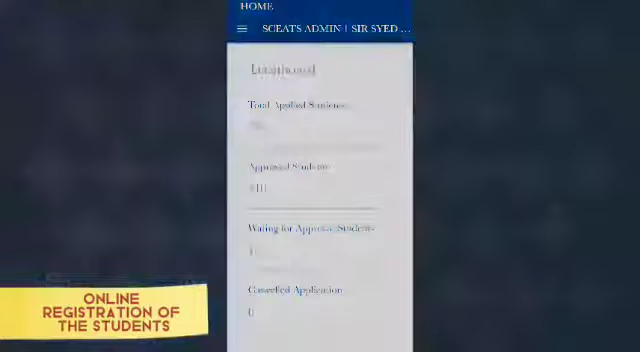 HOME
SCEATS ADMIN | SIR SYED ...
Total Applied Students
Approved Students
Waiting for Approval Students
Cancelled Application
0
ONLINE
REGISTRATION OF
THE STUDENTS